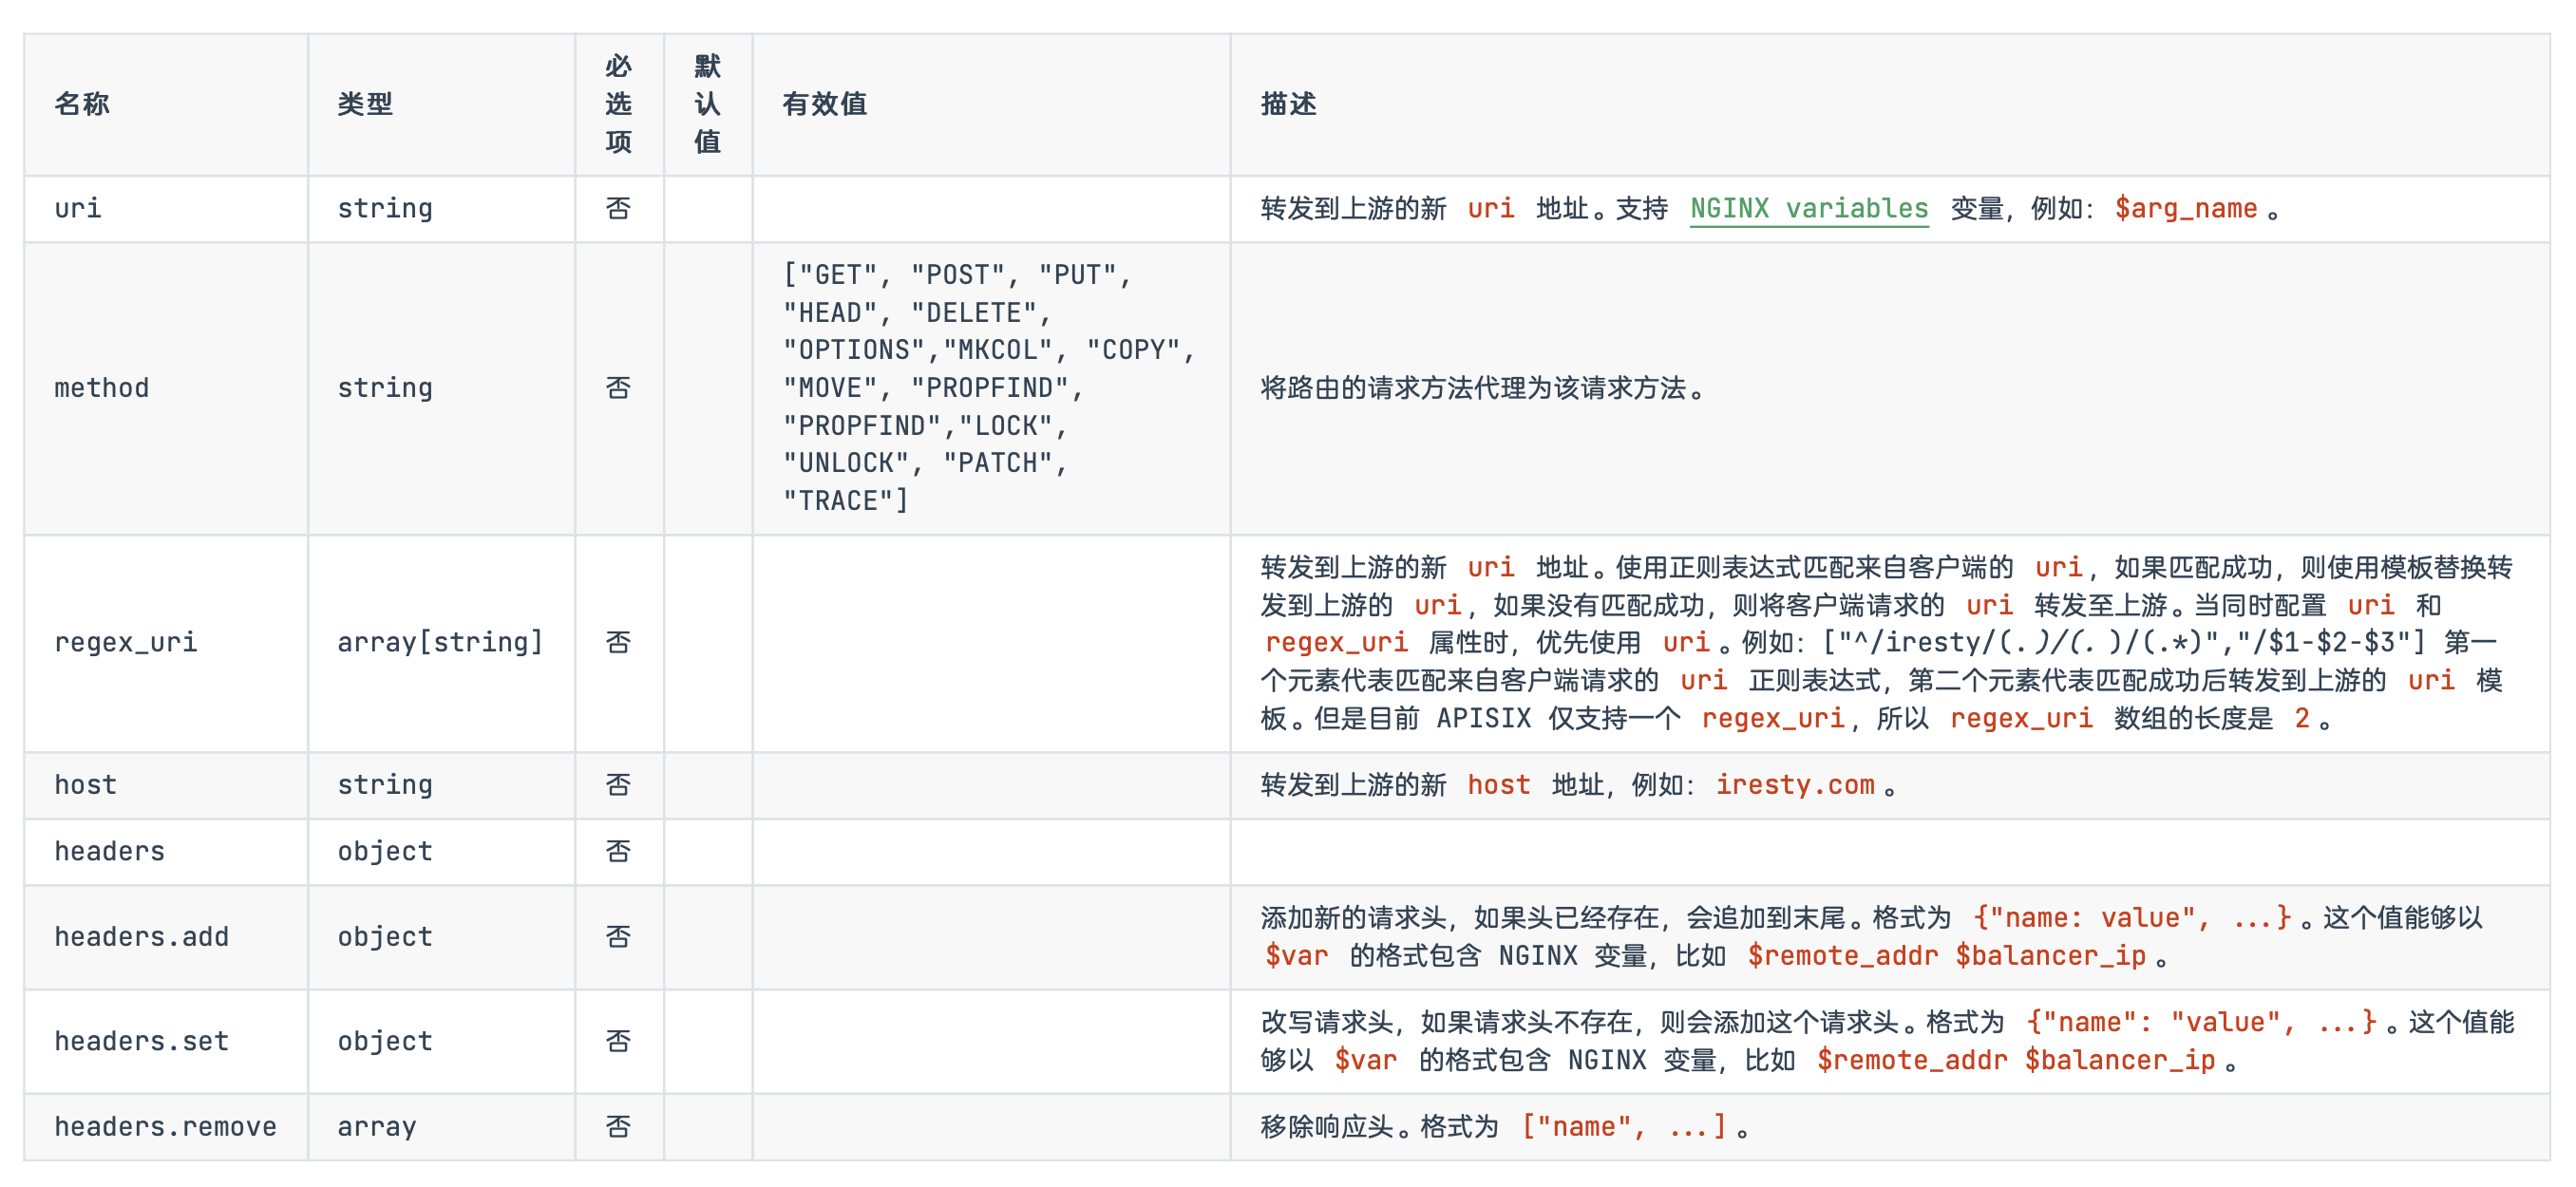 名称 类型 必选项 默认值 有效值 描述
uri string 否 转发到上游的新 uri 地址。支持 NGINX variables 变量，例如：$arg_name。
method string 否
["GET", "POST", "PUT",
"HEAD", "DELETE",
"OPTIONS","MKCOL", "COPY",
"MOVE", "PROPFIND",
"PROPFIND","LOCK",
"UNLOCK", "PATCH",
"TRACE"]
将路由的请求方法代理为该请求方法。
regex_uri array[string] 否
转发到上游的新 uri 地址。使用正则表达式匹配来自客户端的 uri，如果匹配成功，则使用模板替换转
发到上游的 uri，如果没有匹配成功，则将客户端请求的 uri 转发至上游。当同时配置 uri 和
regex_uri 属性时，优先使用 uri。例如：["^/iresty/(. )/(. )/(.*)","/$1-$2-$3"] 第一
个元素代表匹配来自客户端请求的 uri 正则表达式，第二个元素代表匹配成功后转发到上游的 uri 模
板。但是目前 APISIX 仅支持一个 regex_uri，所以 regex_uri 数组的长度是 2。
host string 否 转发到上游的新 host 地址，例如：iresty.com。
headers object 否
headers.add object 否
添加新的请求头，如果头已经存在，会追加到末尾。格式为 {"name: value", ...}。这个值能够以
$var 的格式包含 NGINX 变量，比如 $remote_addr $balancer_ip。
headers.set object 否
改写请求头，如果请求头不存在，则会添加这个请求头。格式为 {"name": "value", ...}。这个值能
够以 $var 的格式包含 NGINX 变量，比如 $remote_addr $balancer_ip。
headers.remove array 否 移除响应头。格式为 ["name", ...]。